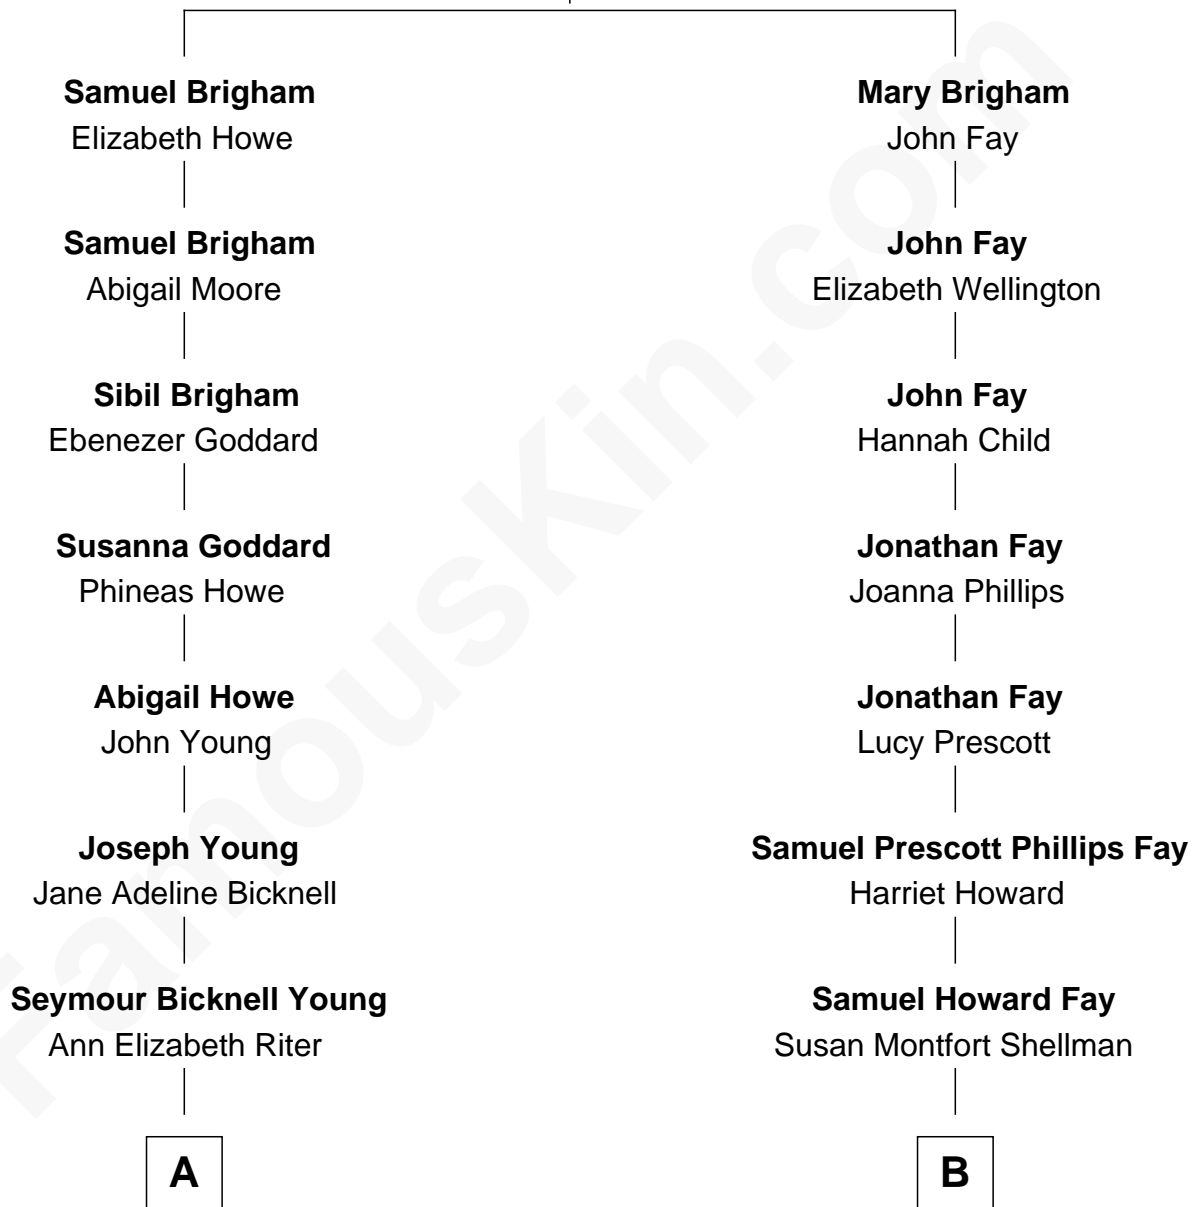 Samuel Brigham
Elizabeth Howe
Samuel Brigham
Abigail Moore
Sibil Brigham
Ebenezer Goddard
Susanna Goddard
Phineas Howe
Abigail Howe
John Young
Joseph Young
Jane Adeline Bicknell
Seymour Bicknell Young
Ann Elizabeth Riter
A
Mary Brigham
John Fay
John Fay
Elizabeth Wellington
John Fay
Hannah Child
Jonathan Fay
Joanna Phillips
Jonathan Fay
Lucy Prescott
Samuel Prescott Phillips Fay
Harriet Howard
Samuel Howard Fay
Susan Montfort Shellman
B
FamousKin.com